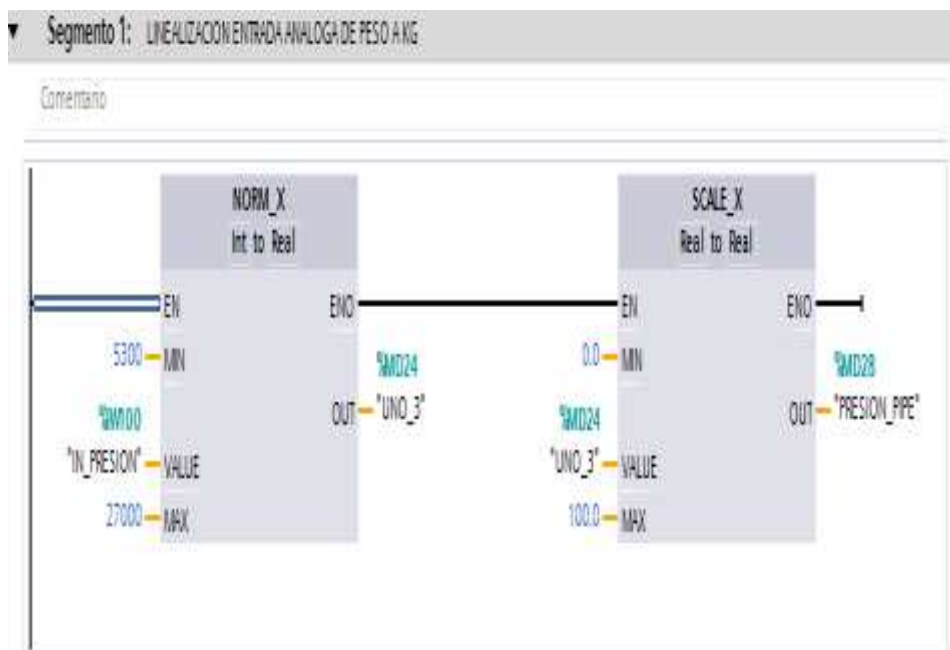 Segmento 1: LINEALIZACION ENTRADA ANALOGA DE PESO A KG
Comentario
NORM_X
Int to Real
EN ENO
5300 MIN
%MD24
OUT "UNO_3"
"IN_PRESION" VALUE
27000 MAX
SCALE_X
Real to Real
EN ENO
0.0 MIN
%MD28
OUT "PRESION_PIPE"
%MD24
"UNO_3" VALUE
100.0 MAX